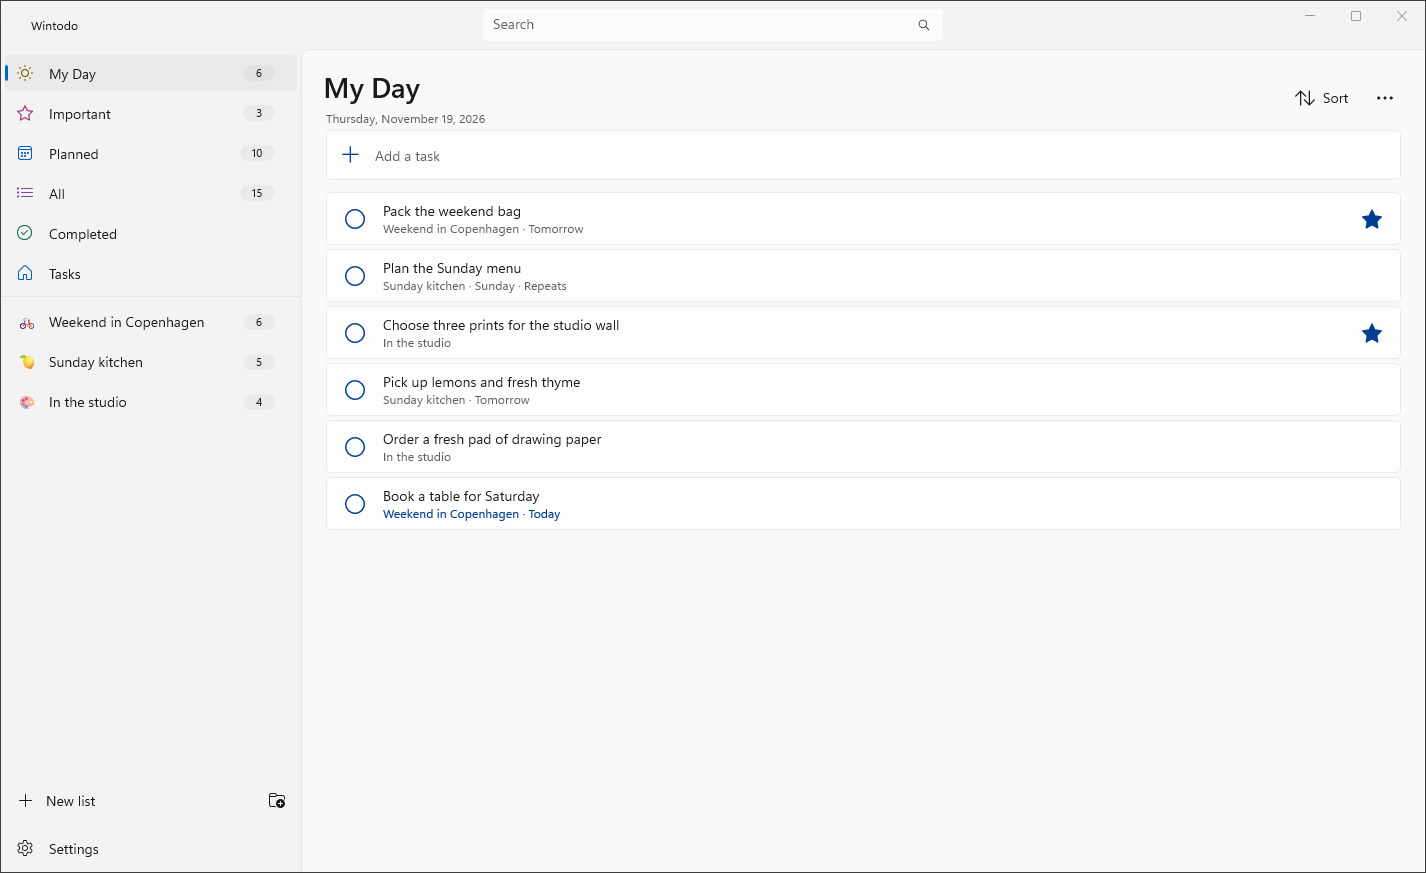 Wintodo
Search
My Day 6
Important 3
Planned 10
All 15
Completed
Tasks
Weekend in Copenhagen 6
Sunday kitchen 5
In the studio 4
New list
Settings
My Day
Thursday, November 19, 2026
Sort
Add a task
Pack the weekend bag
Weekend in Copenhagen · Tomorrow
Plan the Sunday menu
Sunday kitchen · Sunday · Repeats
Choose three prints for the studio wall
In the studio
Pick up lemons and fresh thyme
Sunday kitchen · Tomorrow
Order a fresh pad of drawing paper
In the studio
Book a table for Saturday
Weekend in Copenhagen · Today